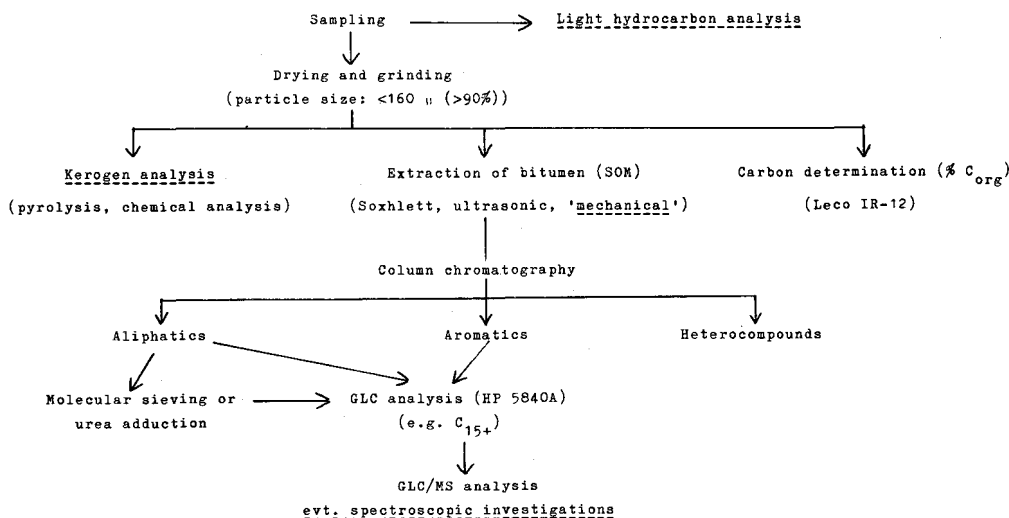 Sampling
Light hydrocarbon analysis
Drying and grinding
(particle size: <160 µ (>90%))
Kerogen analysis
Extraction of bitumen (SOM)
Carbon determination (% Corg)
(pyrolysis, chemical analysis)
(Soxhlett, ultrasonic, 'mechanical')
(Leco IR-12)
Column chromatography
Aliphatics
Aromatics
Heterocompounds
Molecular sieving or
urea adduction
GLC analysis (HP 5840A)
(e.g. C15+)
GLC/MS analysis
evt. spectroscopic investigations